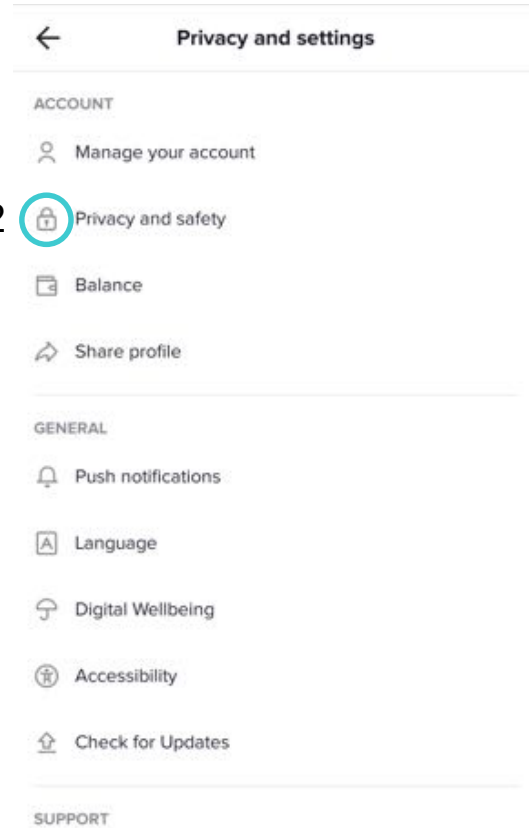 Privacy and settings
ACCOUNT
Manage your account
2
Privacy and safety
Balance
Share profile
GENERAL
Push notifications
A Language
Digital Wellbeing
Accessibility
Check for Updates
SUPPORT